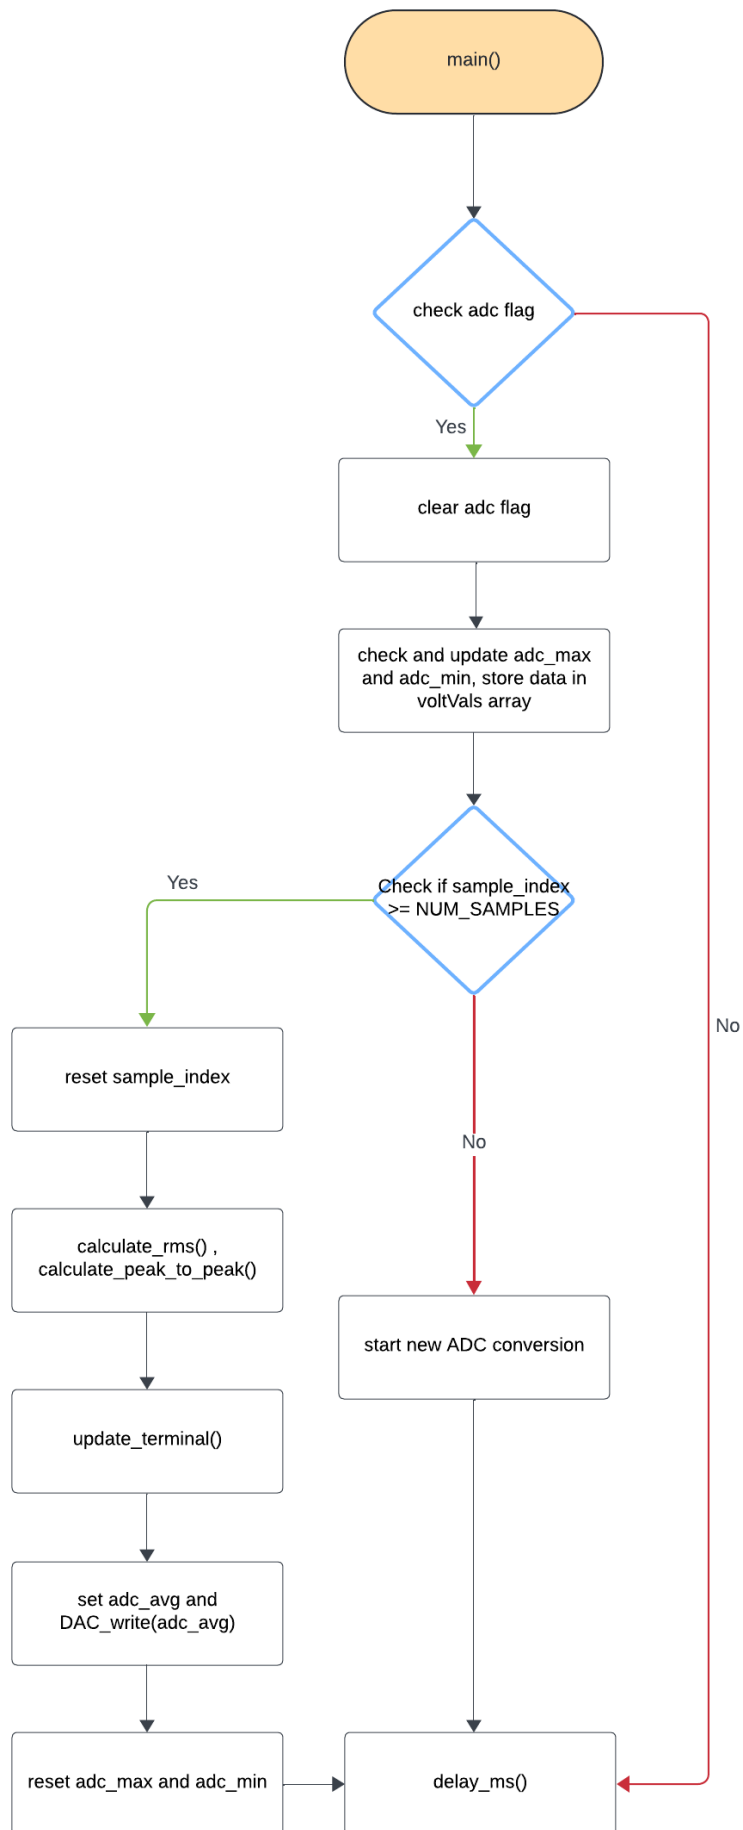 main()
check adc flag
Yes
clear adc flag
check and update adc_max
and adc_min, store data in
voltVals array
Check if sample_index
>= NUM_SAMPLES
Yes
No
reset sample_index
No
calculate_rms() ,
calculate_peak_to_peak()
start new ADC conversion
update_terminal()
set adc_avg and
DAC_write(adc_avg)
reset adc_max and adc_min
delay_ms()